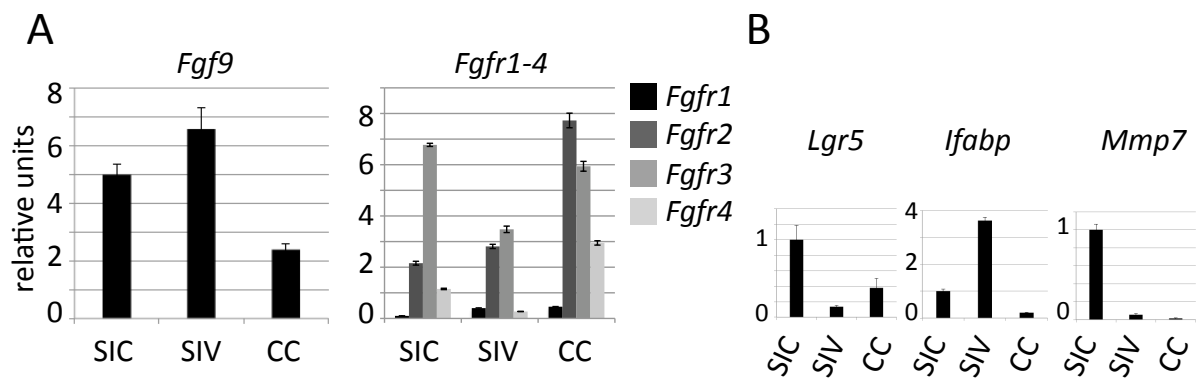 A
Fgf9
relative units
8
6
4
2
0
SIC SIV CC
Fgfr1-4
8
6
4
2
0
SIC SIV CC
Fgfr1
Fgfr2
Fgfr3
Fgfr4
B
Lgr5
1
0
SIC SIV CC
Ifabp
4
2
0
SIC SIV CC
Mmp7
1
0
SIC SIV CC